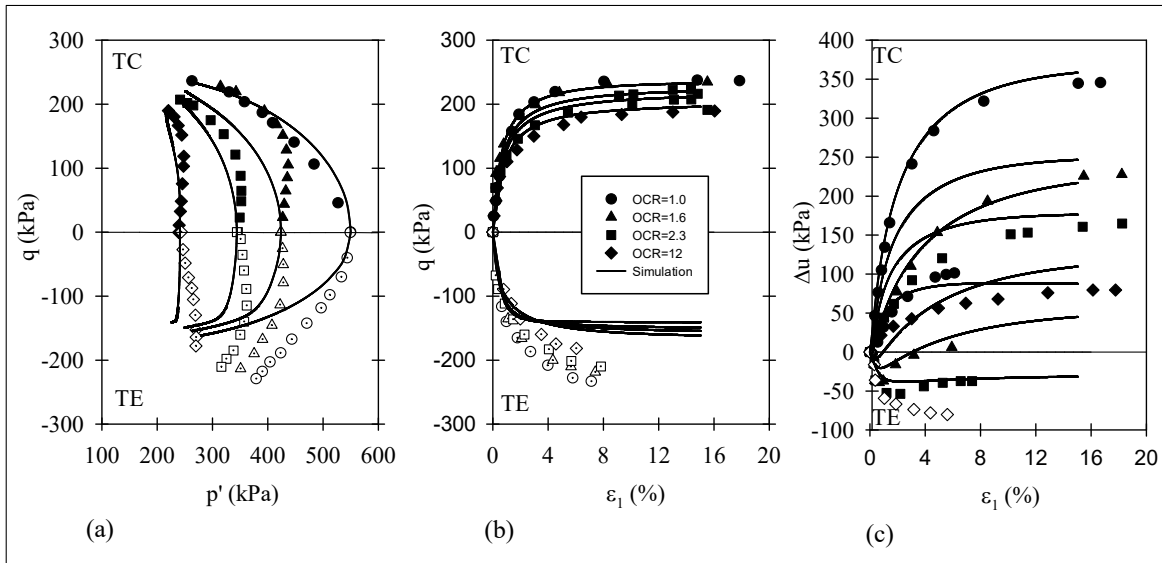 300
TC
200
100
0
-100
-200
TE
-300
100 200 300 400 500 600
q (kPa)
p' (kPa)
(a)
300
TC
200
100
0
-100
-200
TE
-300
0 4 8 12 16 20
q (kPa)
ε1 (%)
OCR=1.0
OCR=1.6
OCR=2.3
OCR=12
Simulation
(b)
400
TC
350
300
250
200
150
100
50
0
-50
TE
-100
0 4 8 12 16 20
Δu (kPa)
ε1 (%)
(c)